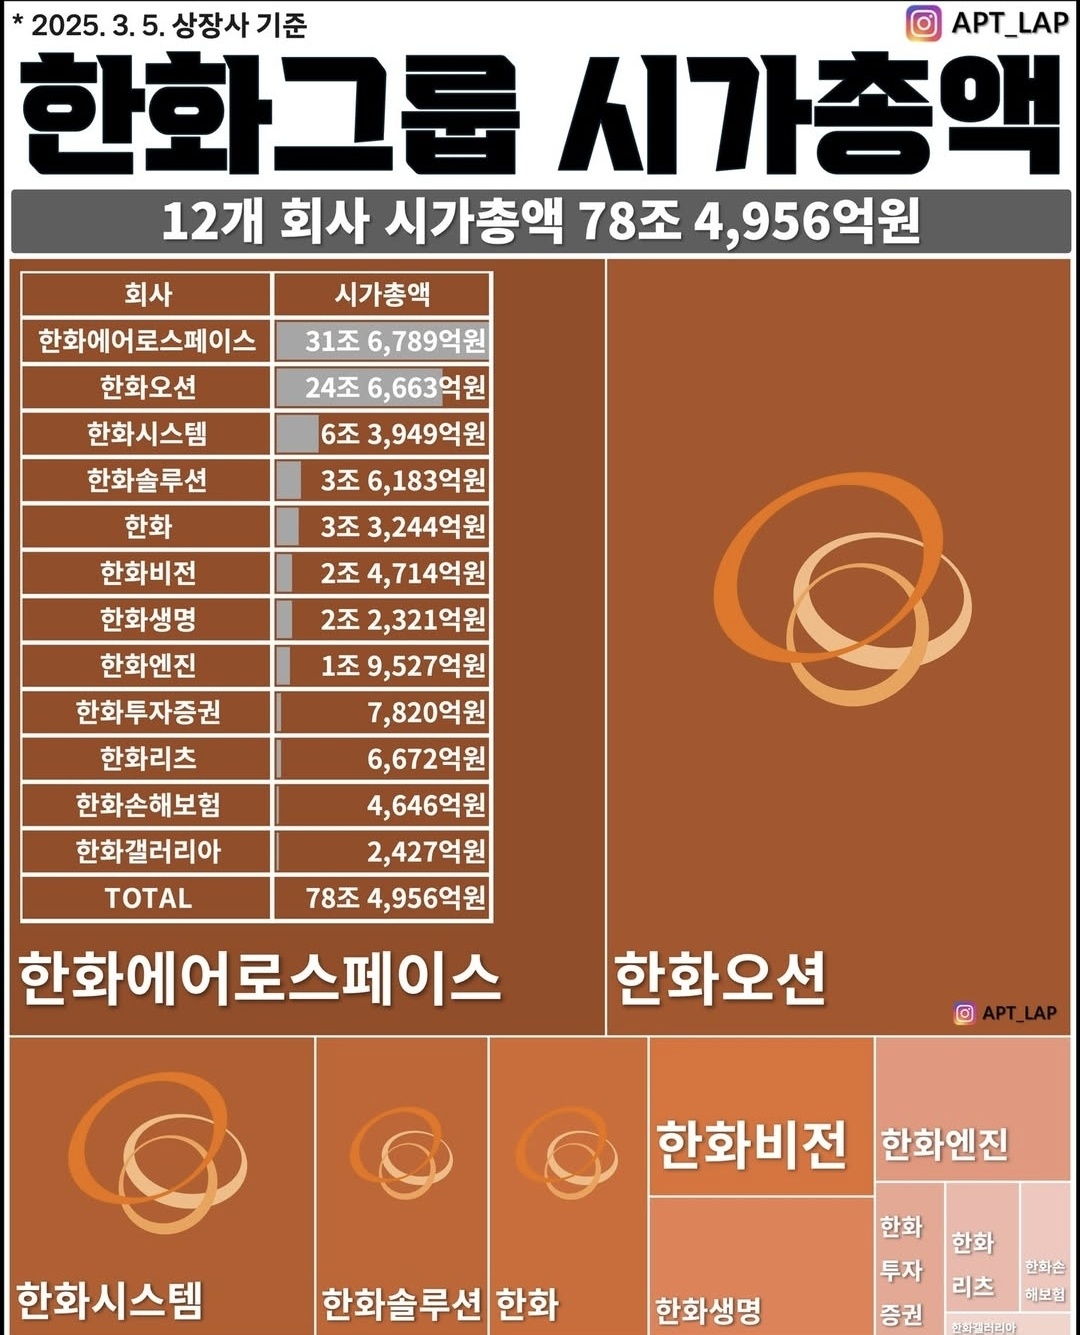 * 2025. 3. 5. 상장사 기준
APT_LAP
한화그룹 시가총액
12개 회사 시가총액 78조 4,956억원
회사 시가총액
한화에어로스페이스 31조 6,789억원
한화오션 24조 6,663억원
한화시스템 6조 3,949억원
한화솔루션 3조 6,183억원
한화 3조 3,244억원
한화비전 2조 4,714억원
한화생명 2조 2,321억원
한화엔진 1조 9,527억원
한화투자증권 7,820억원
한화리츠 6,672억원
한화손해보험 4,646억원
한화갤러리아 2,427억원
TOTAL 78조 4,956억원
한화에어로스페이스
한화오션
APT_LAP
한화시스템
한화솔루션
한화
한화비전
한화생명
한화엔진
한화
투자
증권
한화
리츠
한화손
해보험
한화갤러리아